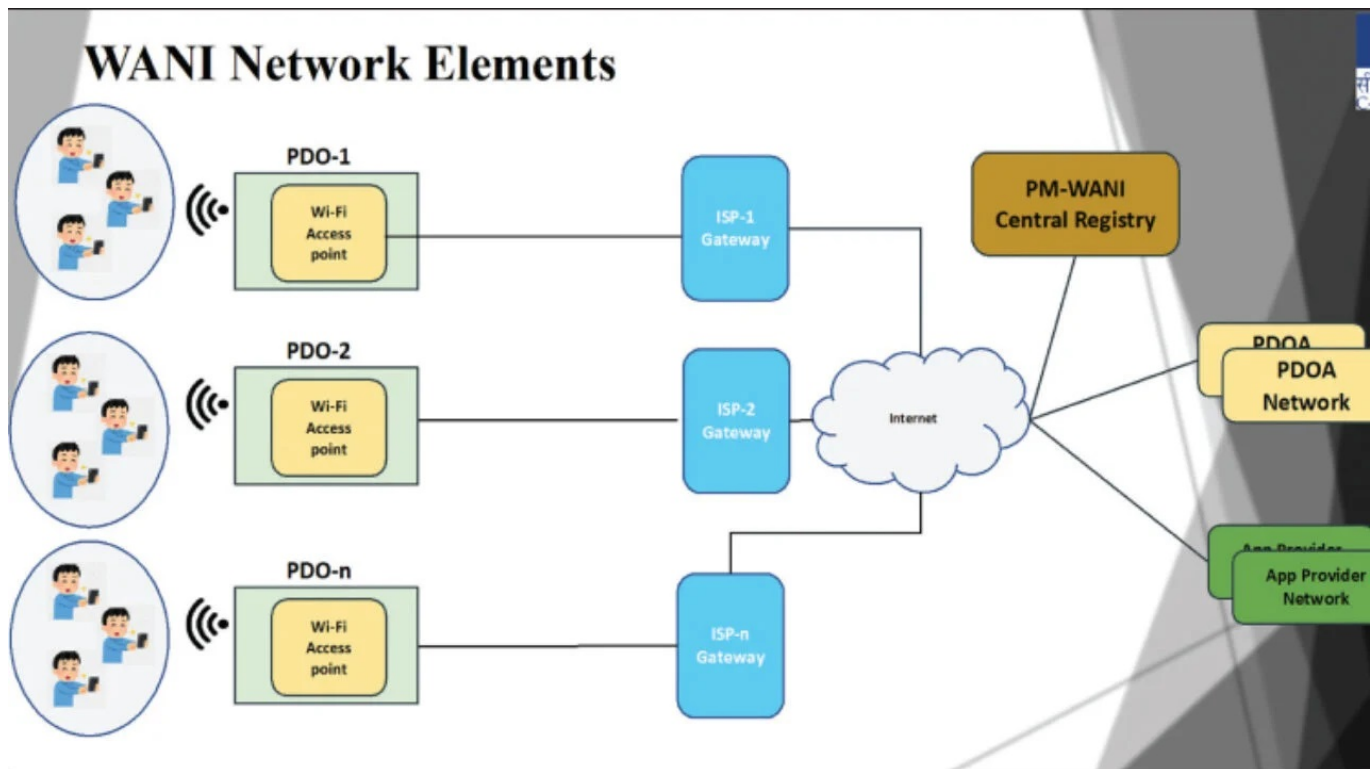 WANI Network Elements
PDO-1
Wi-Fi
Access
point
ISP-1
Gateway
PM-WANI
Central Registry
PDO-2
Wi-Fi
Access
point
ISP-2
Gateway
Internet
PDOA
PDOA
Network
PDO-n
Wi-Fi
Access
point
ISP-n
Gateway
App Provider
App Provider
Network